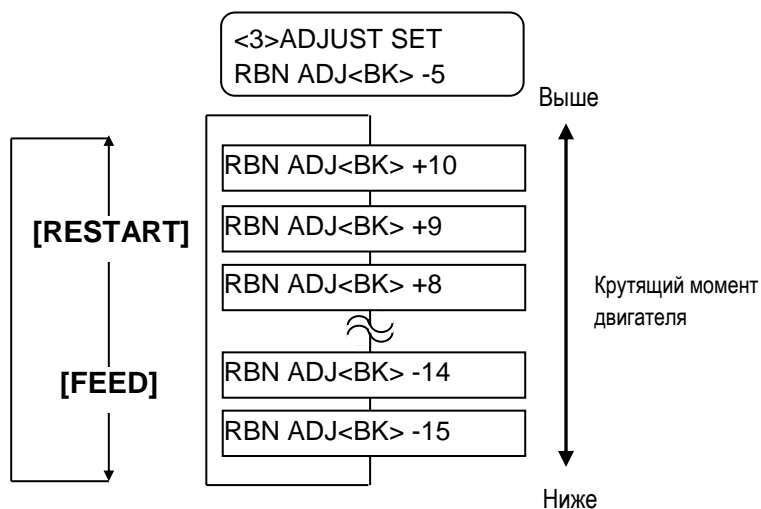 <3>ADJUST SET
RBN ADJ<BK> -5
Выше
RBN ADJ<BK> +10
[RESTART]
RBN ADJ<BK> +9
RBN ADJ<BK> +8
Крутящий момент
двигателя
[FEED]
RBN ADJ<BK> -14
RBN ADJ<BK> -15
Ниже